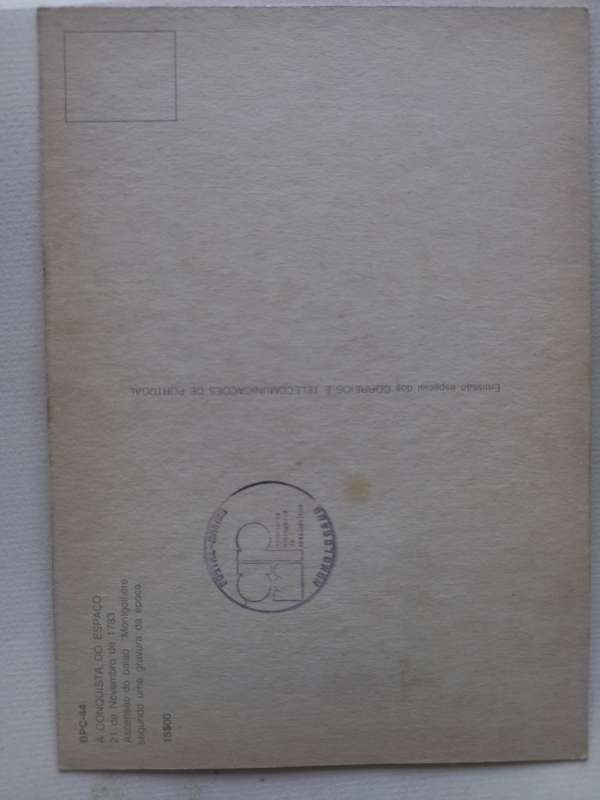 BPC-44
A CONQUISTA DO ESPAÇO
21 de Novembro de 1783
Ascensão do balão "Montgolfière"
segundo uma gravura da época.
15$00
Emissão especial dos CORREIOS E TELECOMUNICAÇÕES DE PORTUGAL
HOMOLOGADO